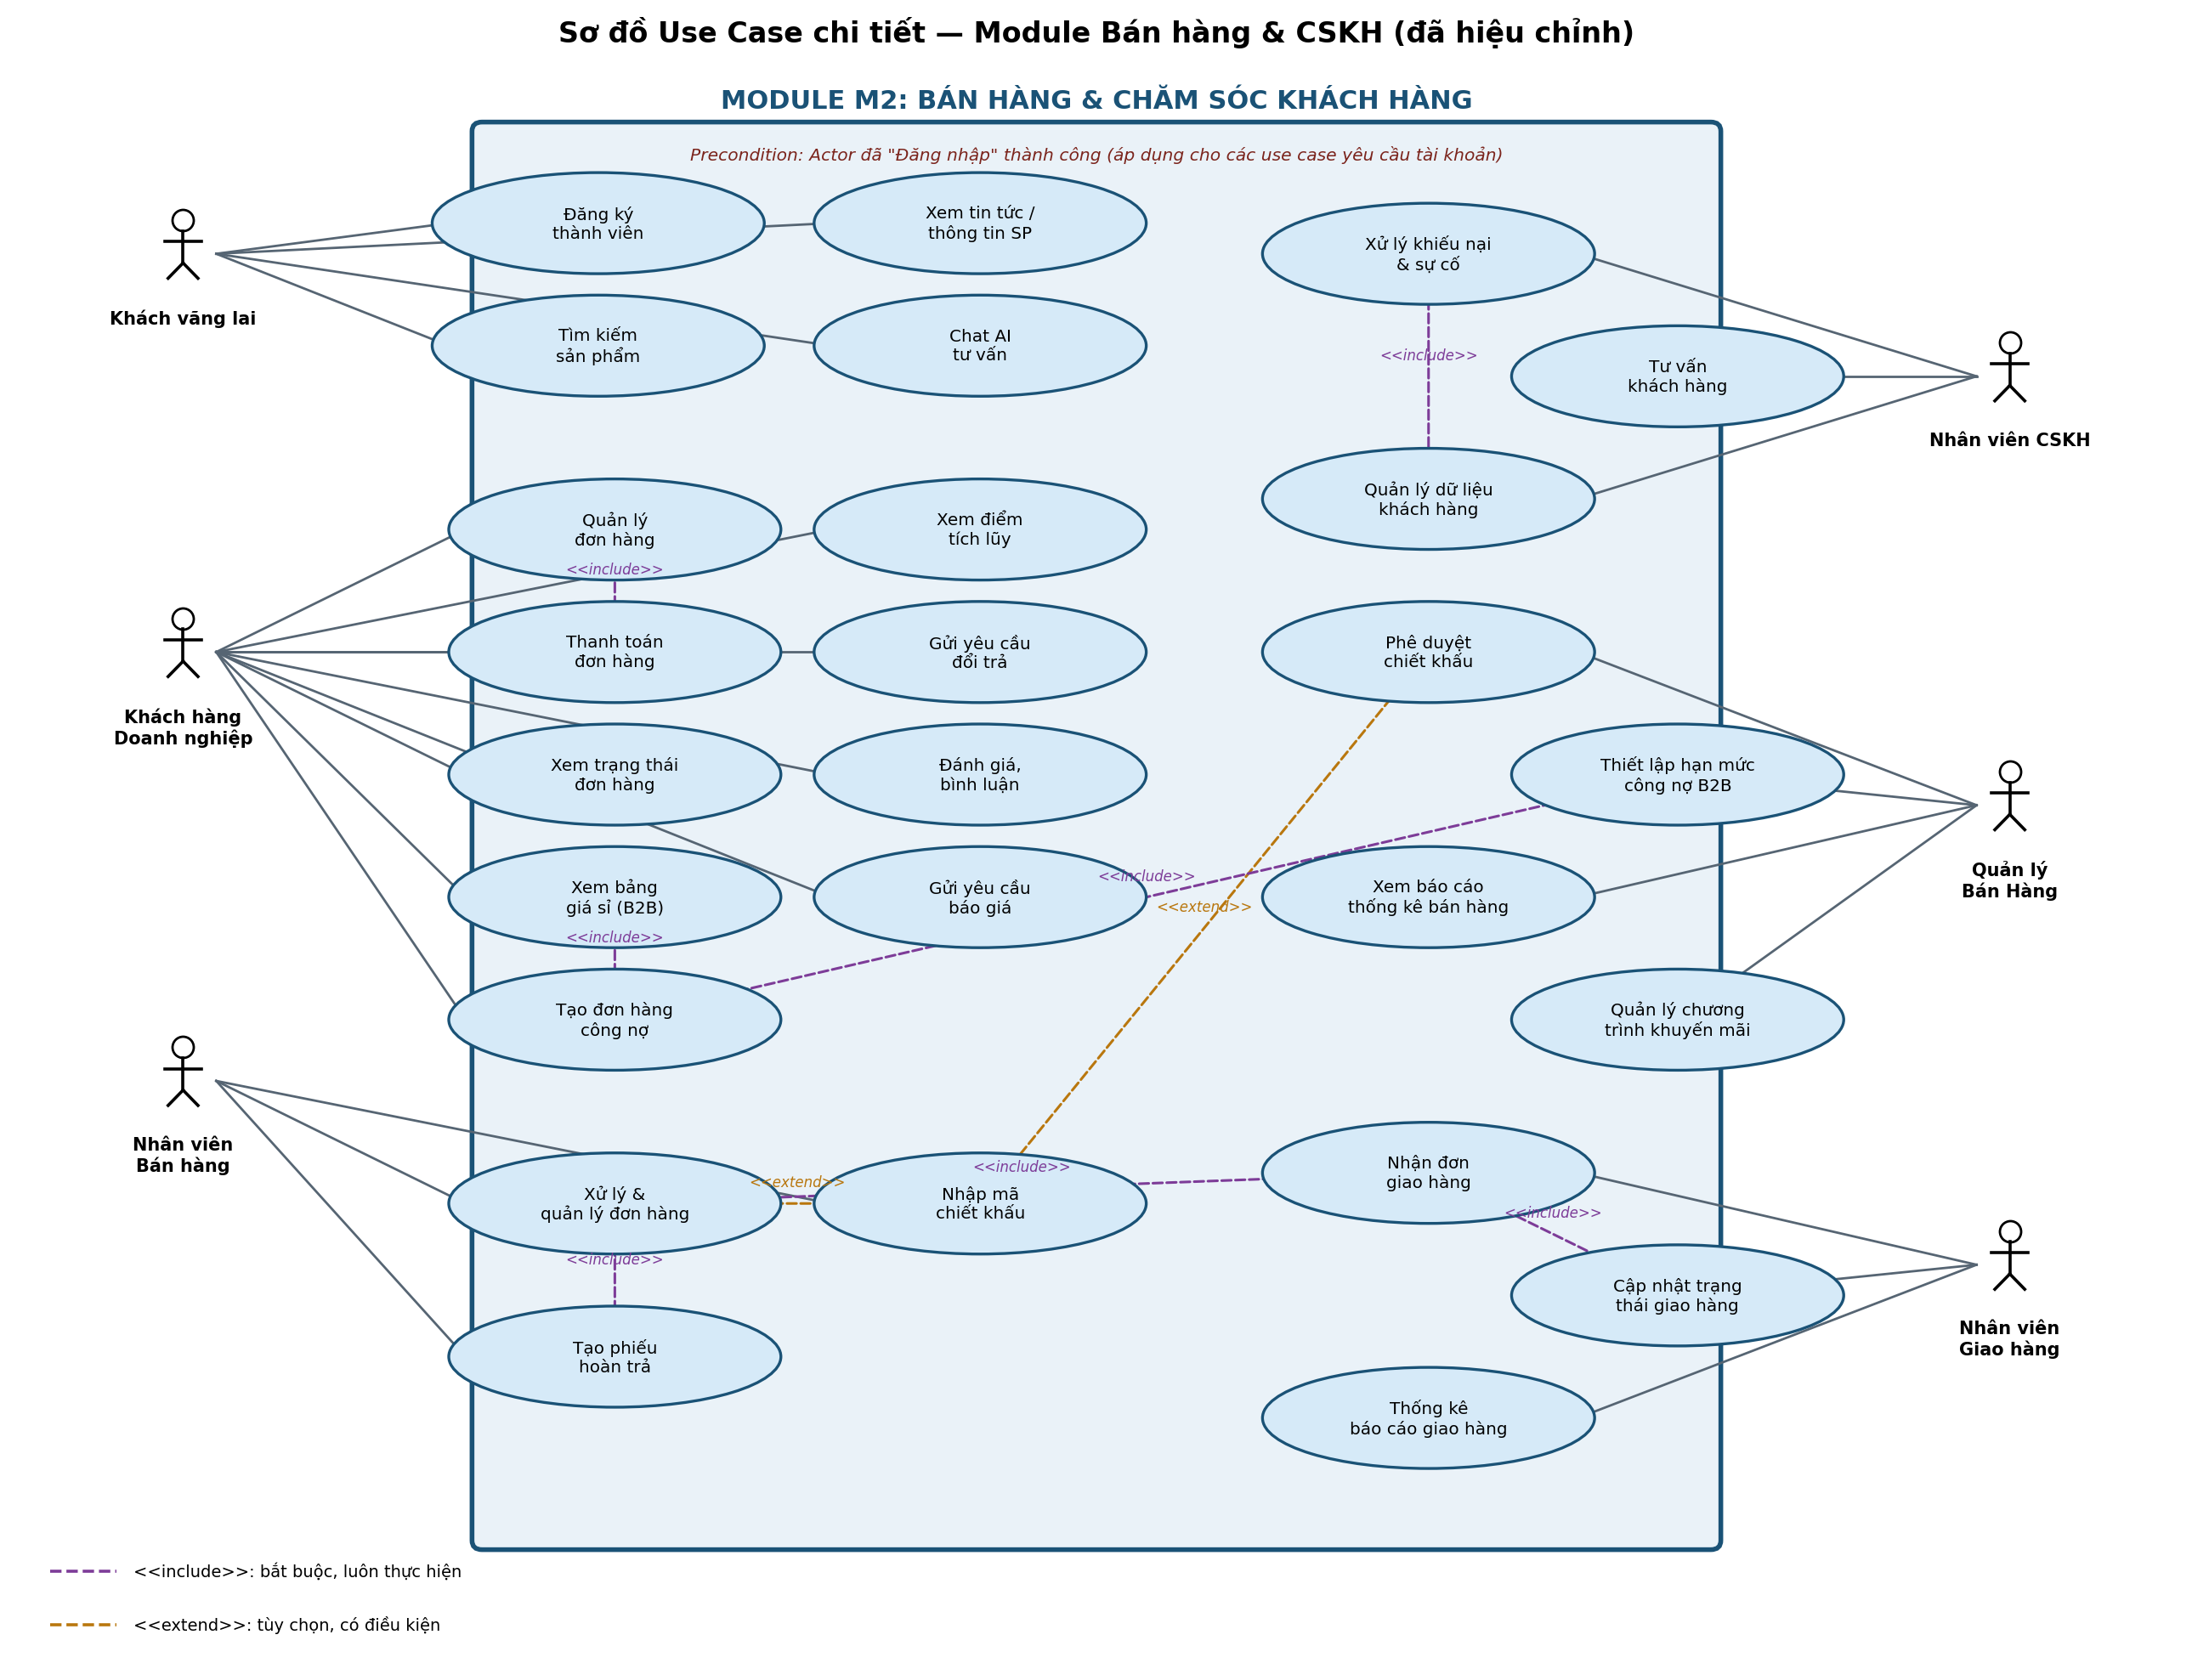 Sơ đồ Use Case chi tiết — Module Bán hàng & CSKH (đã hiệu chỉnh)
MODULE M2: BÁN HÀNG & CHĂM SÓC KHÁCH HÀNG
Precondition: Actor đã "Đăng nhập" thành công (áp dụng cho các use case yêu cầu tài khoản)
Khách vãng lai
Đăng ký
thành viên
Xem tin tức /
thông tin SP
Tìm kiếm
sản phẩm
Chat AI
tư vấn
Xử lý khiếu nại
& sự cố
<<include>>
Tư vấn
khách hàng
Quản lý dữ liệu
khách hàng
Nhân viên CSKH
Khách hàng
Doanh nghiệp
Quản lý
đơn hàng
<<include>>
Xem điểm
tích lũy
Thanh toán
đơn hàng
Gửi yêu cầu
đổi trả
Xem trạng thái
đơn hàng
Đánh giá,
bình luận
Xem bảng
giá sỉ (B2B)
<<include>>
Gửi yêu cầu
báo giá
<<include>>
<<extend>>
Tạo đơn hàng
công nợ
Phê duyệt
chiết khấu
Thiết lập hạn mức
công nợ B2B
Xem báo cáo
thống kê bán hàng
Quản lý chương
trình khuyến mãi
Quản lý
Bán Hàng
Nhân viên
Bán hàng
Xử lý &
quản lý đơn hàng
<<extend>>
<<include>>
Nhập mã
chiết khấu
<<include>>
Tạo phiếu
hoàn trả
Nhận đơn
giao hàng
<<include>>
Cập nhật trạng
thái giao hàng
Thống kê
báo cáo giao hàng
Nhân viên
Giao hàng
<<include>>: bắt buộc, luôn thực hiện
<<extend>>: tùy chọn, có điều kiện